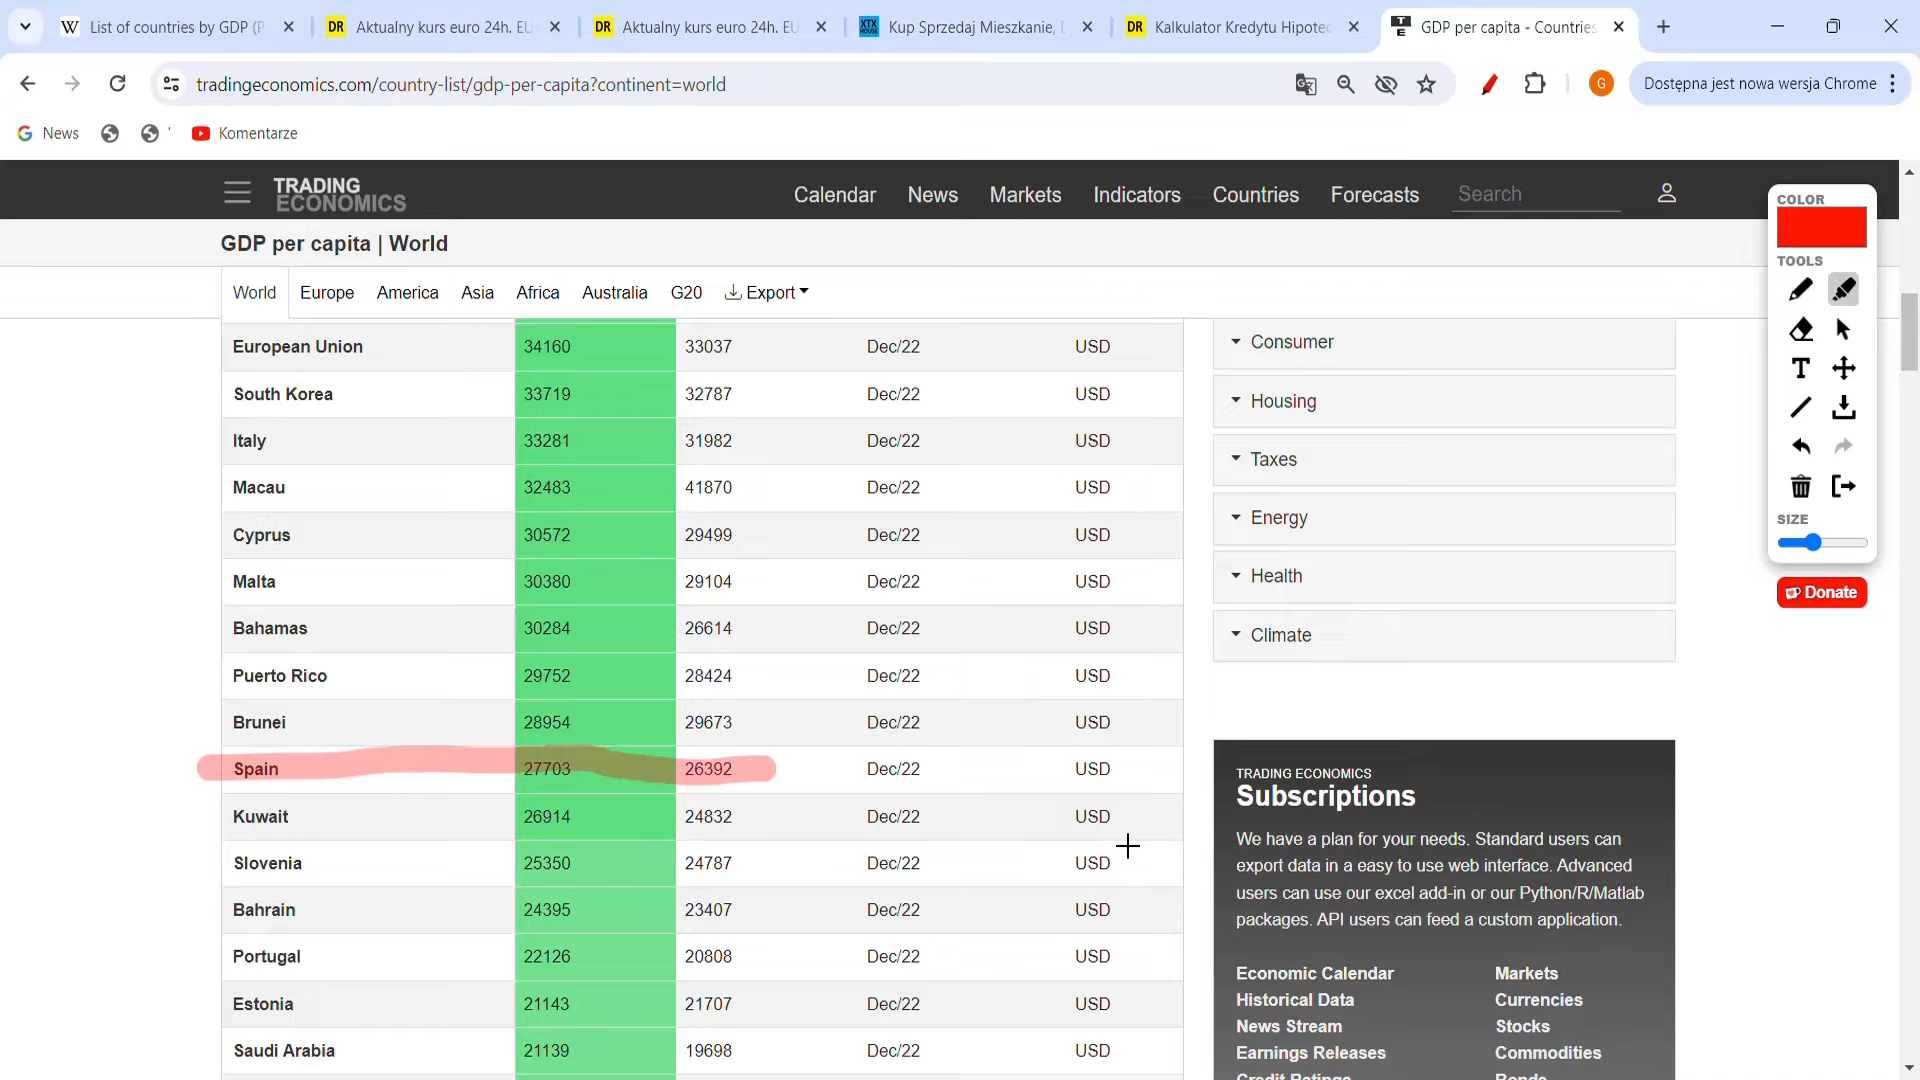 List of countries by GDP (P
Aktualny kurs euro 24h. EU
Aktualny kurs euro 24h. EU
Kup Sprzedaj Mieszkanie,
Kalkulator Kredytu Hipotec
GDP per capita - Countries
tradingeconomics.com/country-list/gdp-per-capita?continent=world
G
Dostępna jest nowa wersja Chrome
News
Komentarze
TRADING
ECONOMICS
Calendar News Markets Indicators Countries Forecasts Search
GDP per capita | World
World Europe America Asia Africa Australia G20 Export
European Union 34160 33037 Dec/22 USD
South Korea 33719 32787 Dec/22 USD
Italy 33281 31982 Dec/22 USD
Macau 32483 41870 Dec/22 USD
Cyprus 30572 29499 Dec/22 USD
Malta 30380 29104 Dec/22 USD
Bahamas 30284 26614 Dec/22 USD
Puerto Rico 29752 28424 Dec/22 USD
Brunei 28954 29673 Dec/22 USD
Spain 27703 26392 Dec/22 USD
Kuwait 26914 24832 Dec/22 USD
Slovenia 25350 24787 Dec/22 USD
Bahrain 24395 23407 Dec/22 USD
Portugal 22126 20808 Dec/22 USD
Estonia 21143 21707 Dec/22 USD
Saudi Arabia 21139 19698 Dec/22 USD
Consumer
Housing
Taxes
Energy
Health
Climate
TRADING ECONOMICS
Subscriptions
We have a plan for your needs. Standard users can
export data in a easy to use web interface. Advanced
users can use our excel add-in or our Python/R/Matlab
packages. API users can feed a custom application.
Economic Calendar Markets
Historical Data Currencies
News Stream Stocks
Earnings Releases Commodities
Credit Ratings Bonds
COLOR
TOOLS
SIZE
Donate